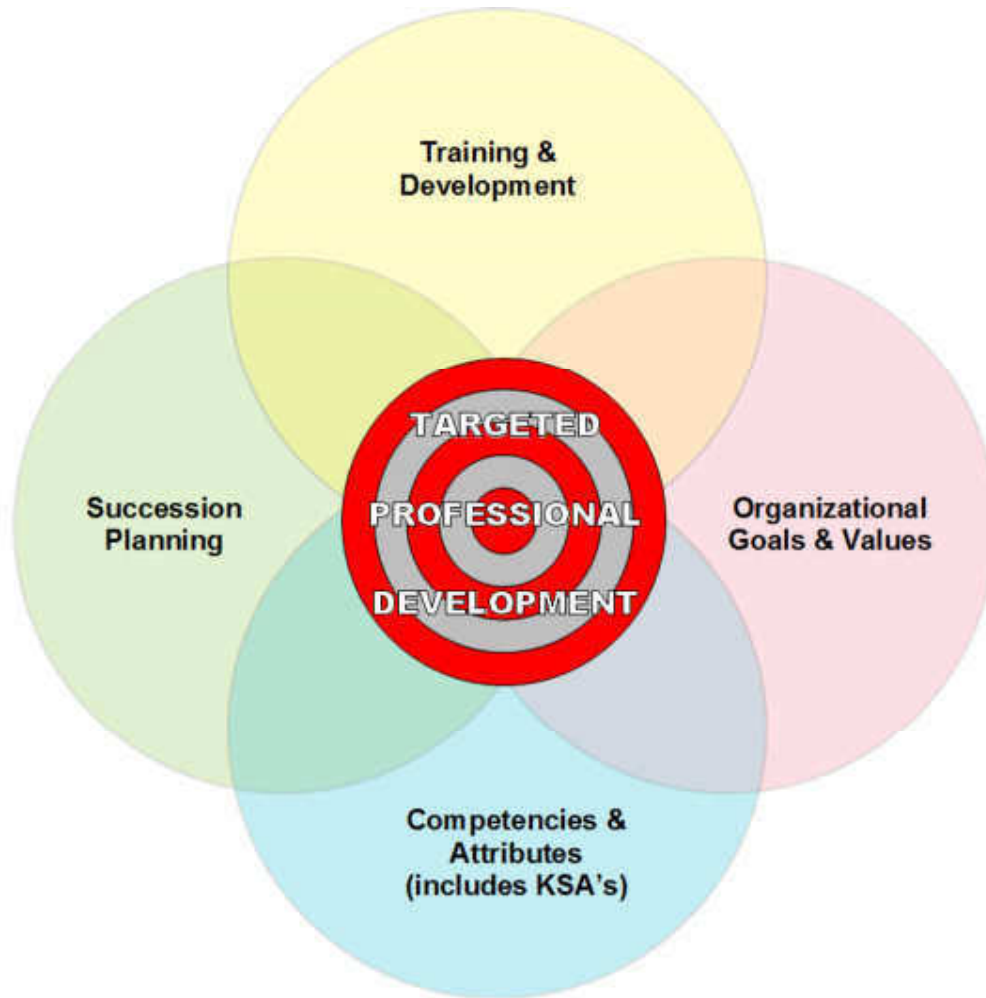 Training &
Development
TARGETED
PROFESSIONAL
DEVELOPMENT
Succession
Planning
Organizational
Goals & Values
Competencies &
Attributes
(includes KSA's)